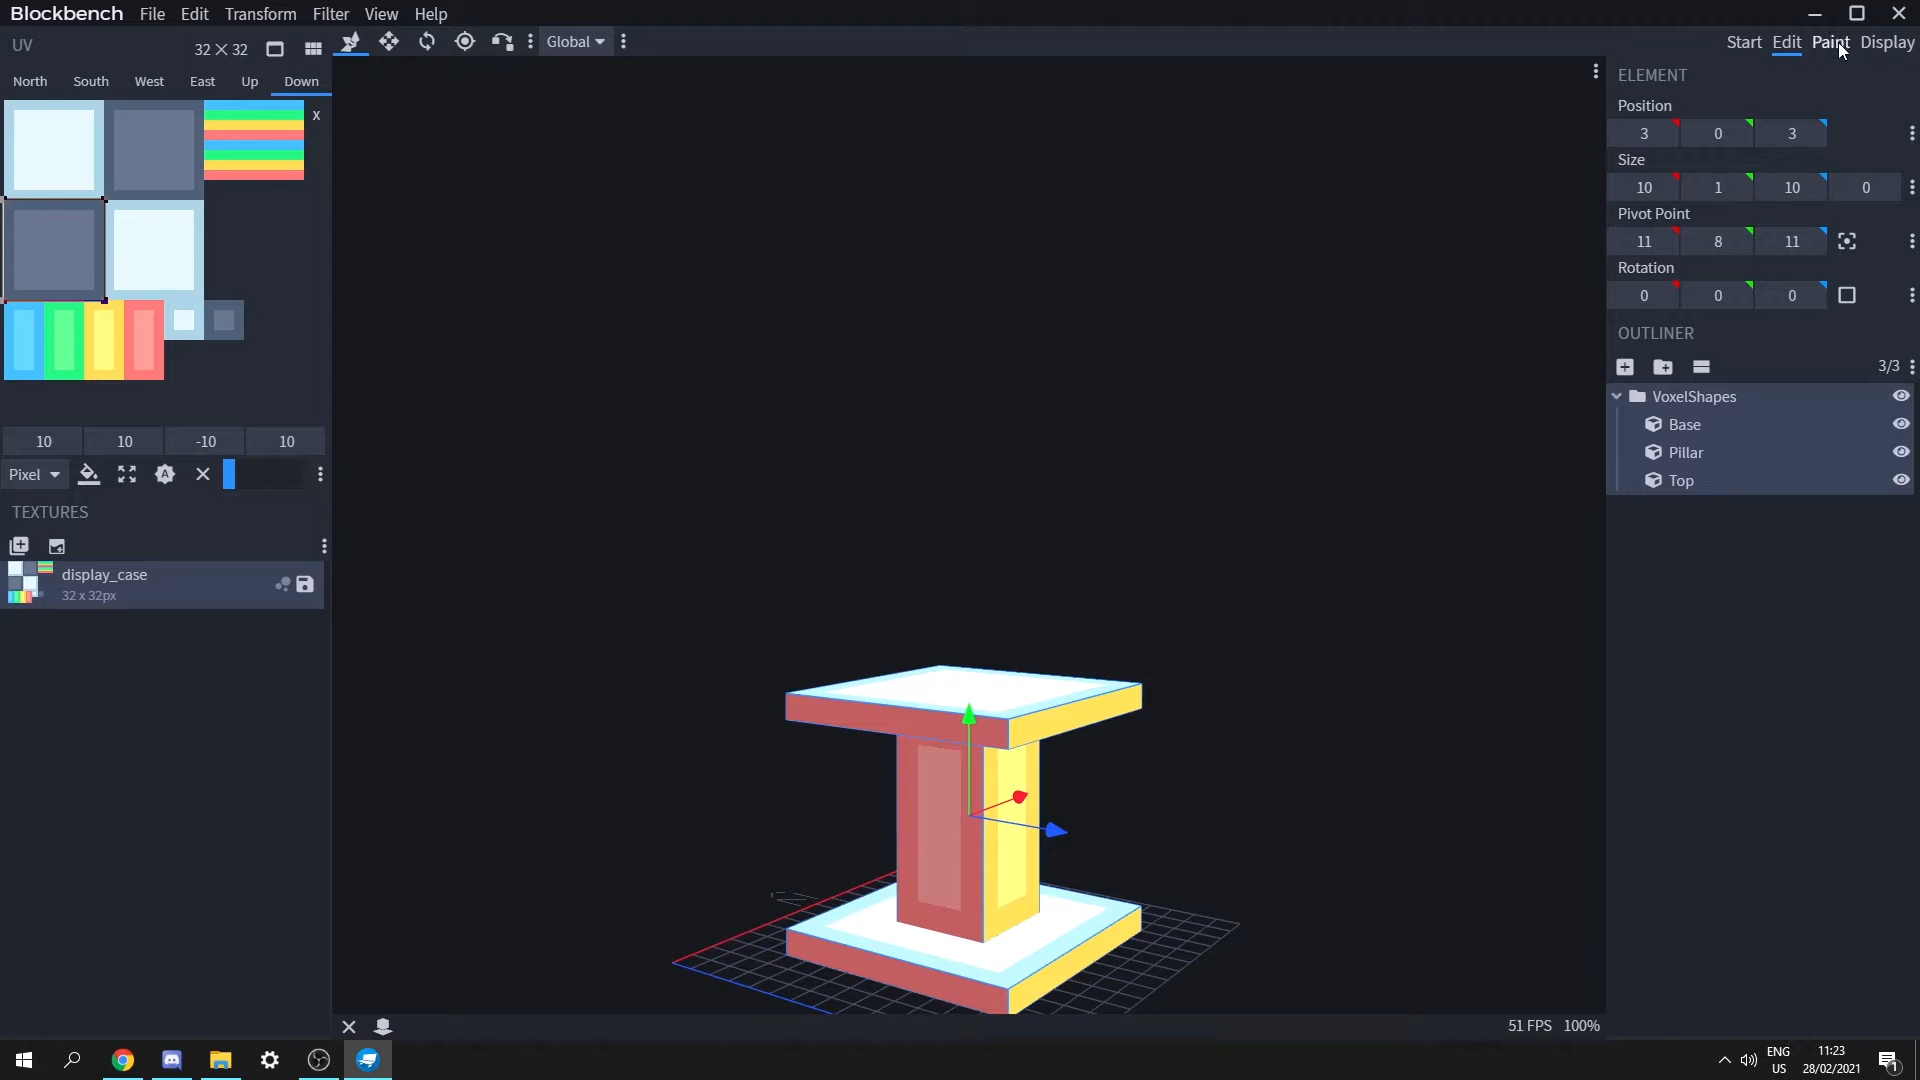 Blockbench File Edit Transform Filter View Help
UV 32 × 32
Global
Start Edit Paint Display
North South West East Up Down
x
10 10 -10 10
Pixel
TEXTURES
display_case
32 x 32px
ELEMENT
Position
3 0 3
Size
10 1 10 0
Pivot Point
11 8 11
Rotation
0 0 0
OUTLINER
3/3
VoxelShapes
Base
Pillar
Top
51 FPS 100%
ENG
US
11:23
28/02/2021
1